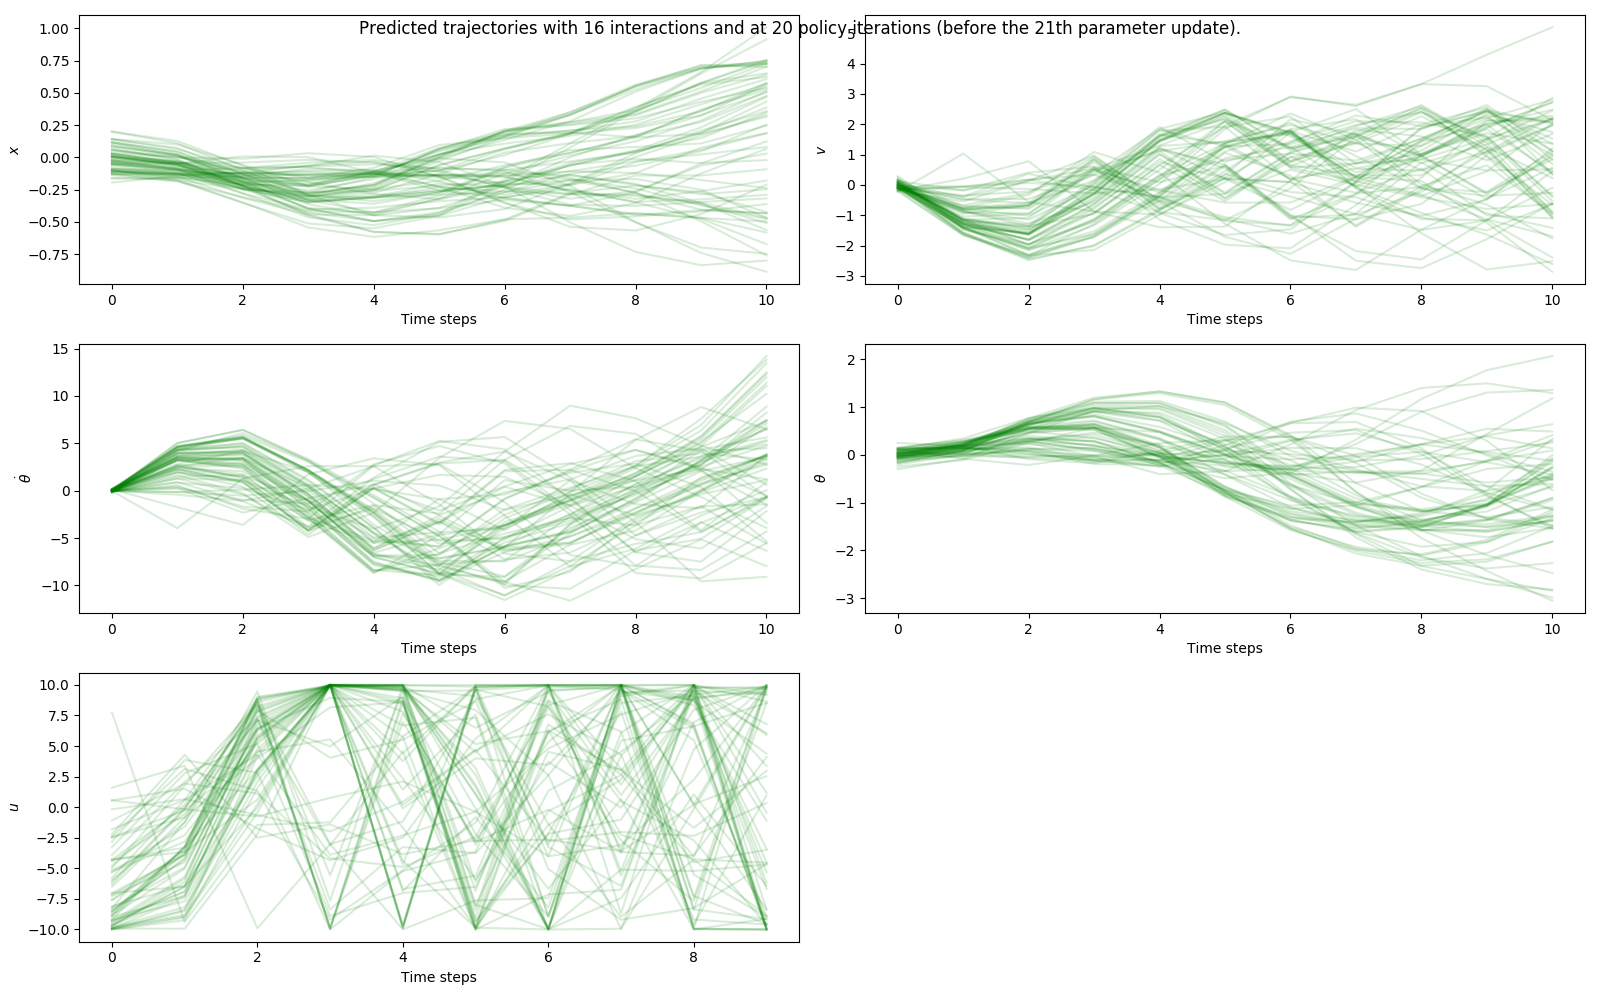 Predicted trajectories with 16 interactions and at 20 policy iterations (before the 21th parameter update).
1.00
0.75
0.50
0.25
0.00
−0.25
−0.50
−0.75
x
0 2 4 6 8 10
Time steps
5
4
3
2
1
0
−1
−2
−3
v
0 2 4 6 8 10
Time steps
15
10
5
0
−5
−10
θ̇
0 2 4 6 8 10
Time steps
2
1
0
−1
−2
−3
θ
0 2 4 6 8 10
Time steps
10.0
7.5
5.0
2.5
0.0
−2.5
−5.0
−7.5
−10.0
u
0 2 4 6 8
Time steps